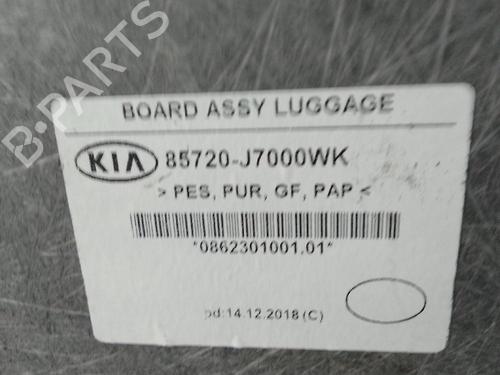 B-PARTS
BOARD ASSY LUGGAGE
KIA 85720-J7000WK
> PES, PUR, GF, PAP <
*0862301001.01*
pd:14.12.2018 (C)